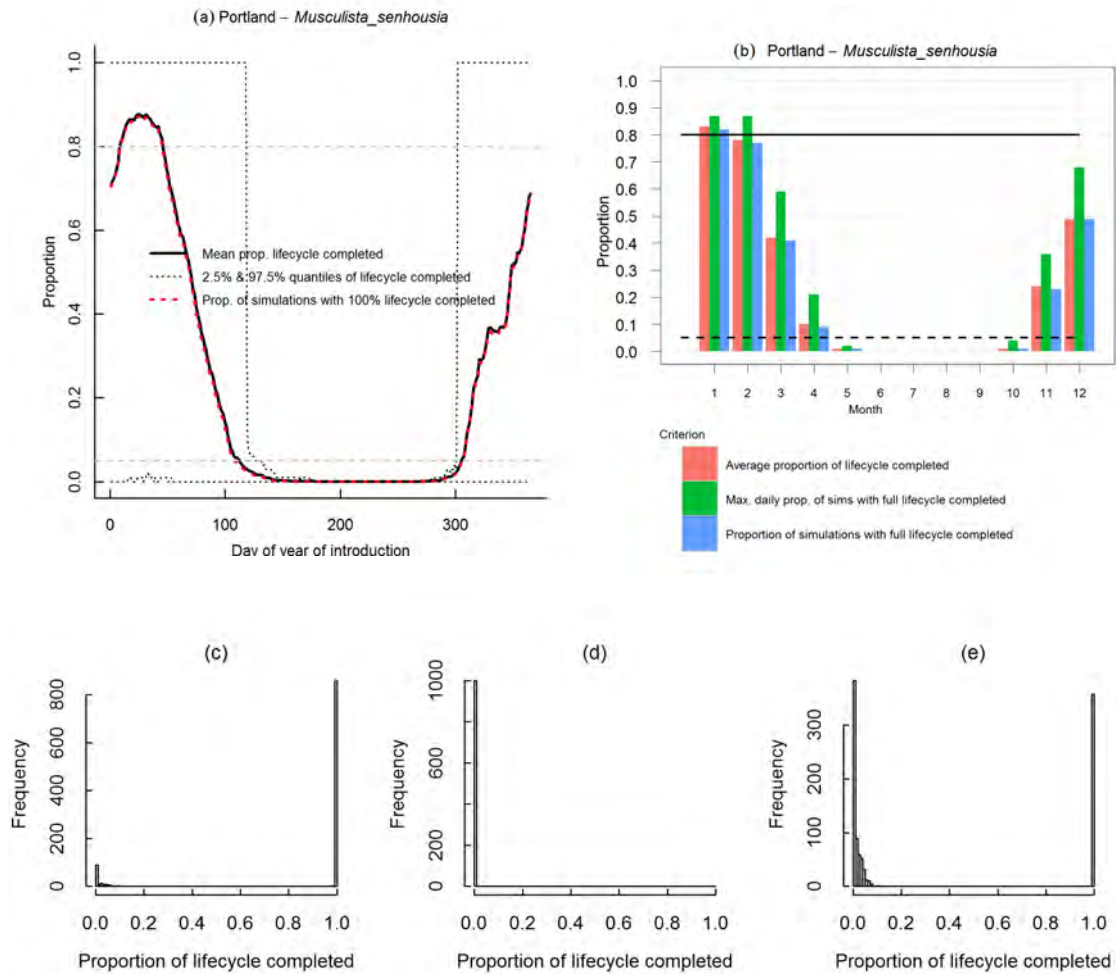 (a) Portland – Musculista_senhousia
1.0
0.8
0.6
0.4
0.2
0.0
Proportion
Mean prop. lifecycle completed
2.5% & 97.5% quantiles of lifecycle completed
Prop. of simulations with 100% lifecycle completed
0 100 200 300
Day of year of introduction
(b) Portland – Musculista_senhousia
1.0
0.9
0.8
0.7
0.6
0.5
0.4
0.3
0.2
0.1
0.0
Proportion
1 2 3 4 5 6 7 8 9 10 11 12
Month
Criterion
Average proportion of lifecycle completed
Max. daily prop. of sims with full lifecycle completed
Proportion of simulations with full lifecycle completed
(c)
800
600
400
200
0
Frequency
0.0 0.2 0.4 0.6 0.8 1.0
Proportion of lifecycle completed
(d)
1000
600
200
0
Frequency
0.0 0.2 0.4 0.6 0.8 1.0
Proportion of lifecycle completed
(e)
300
200
100
0
Frequency
0.0 0.2 0.4 0.6 0.8 1.0
Proportion of lifecycle completed